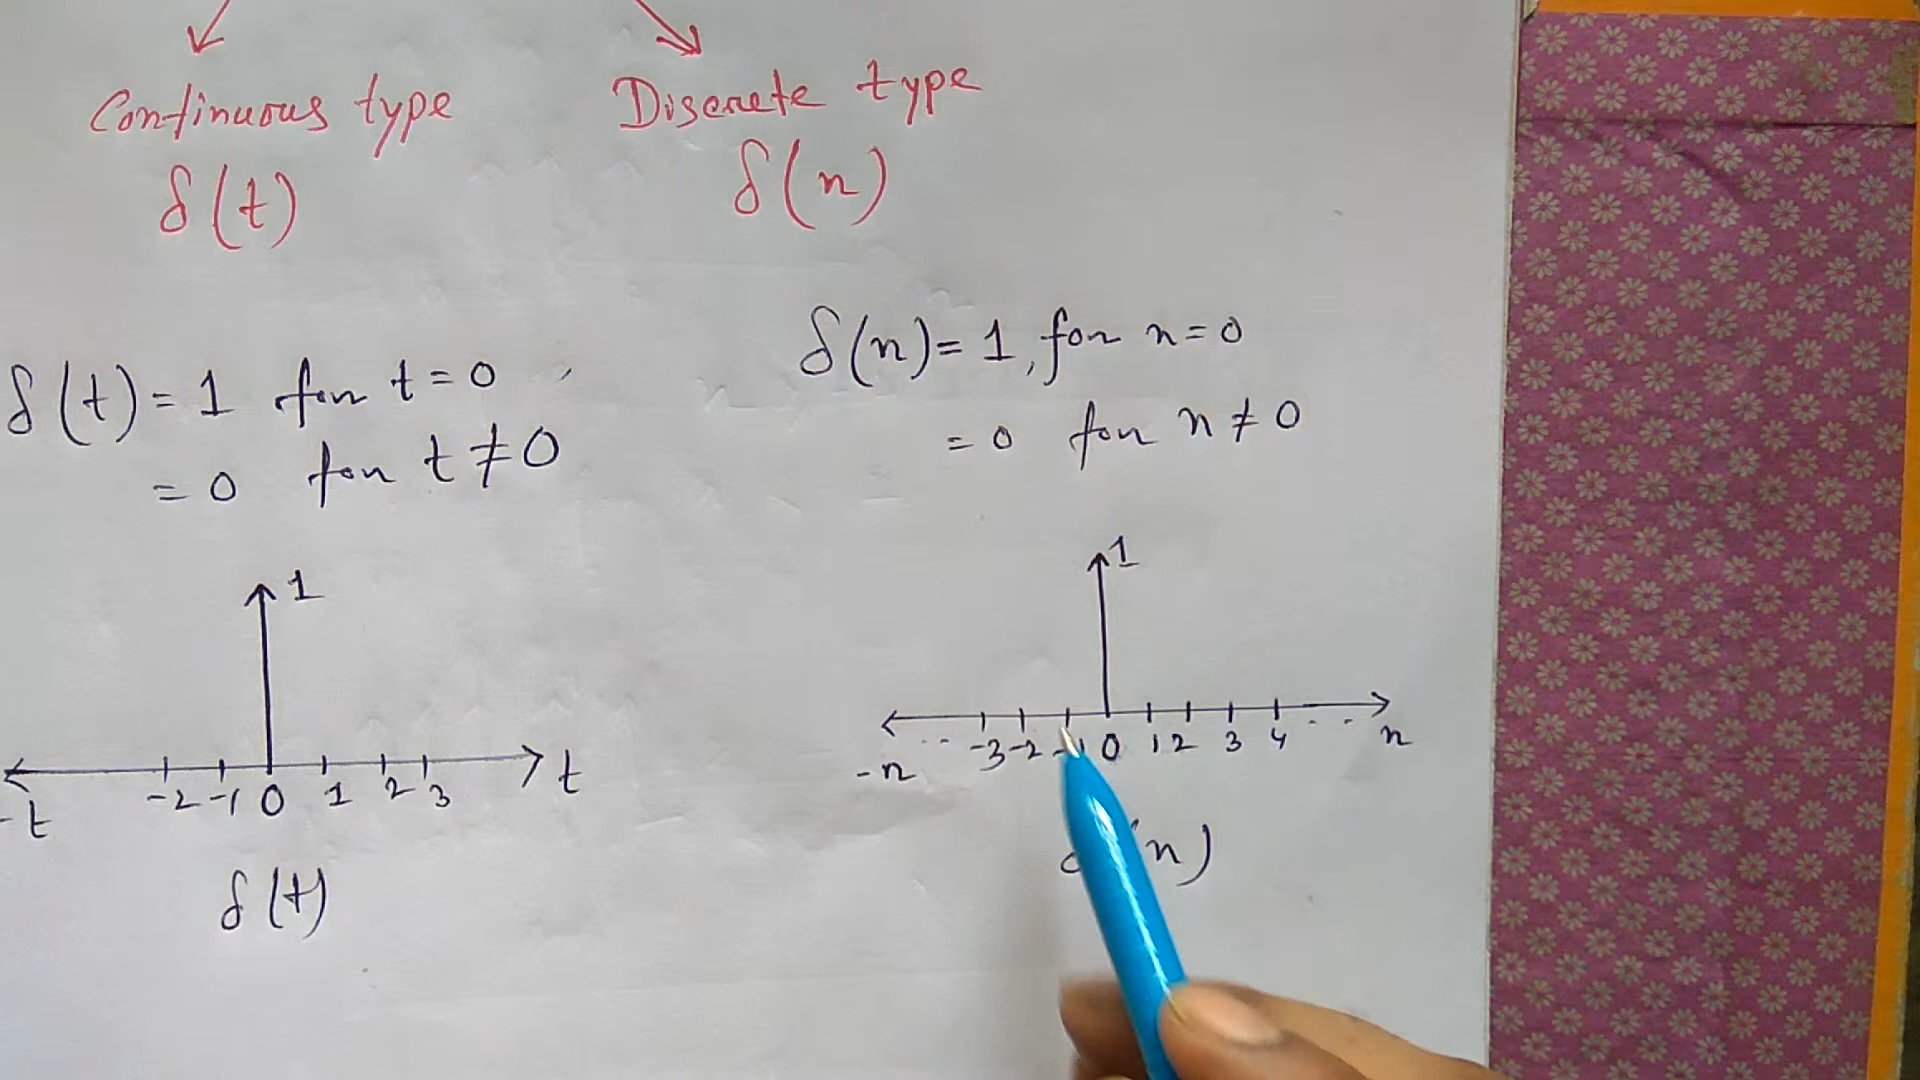 Continuous type
δ(t)
δ(t) = 1 for t = 0
= 0 for t ≠ 0
1
-t -2 -1 0 1 2 3 t
δ(t)
Discrete type
δ(n)
δ(n) = 1, for n = 0
= 0 for n ≠ 0
1
-n .. -3 -2 -1 0 1 2 3 4 .. n
(n)